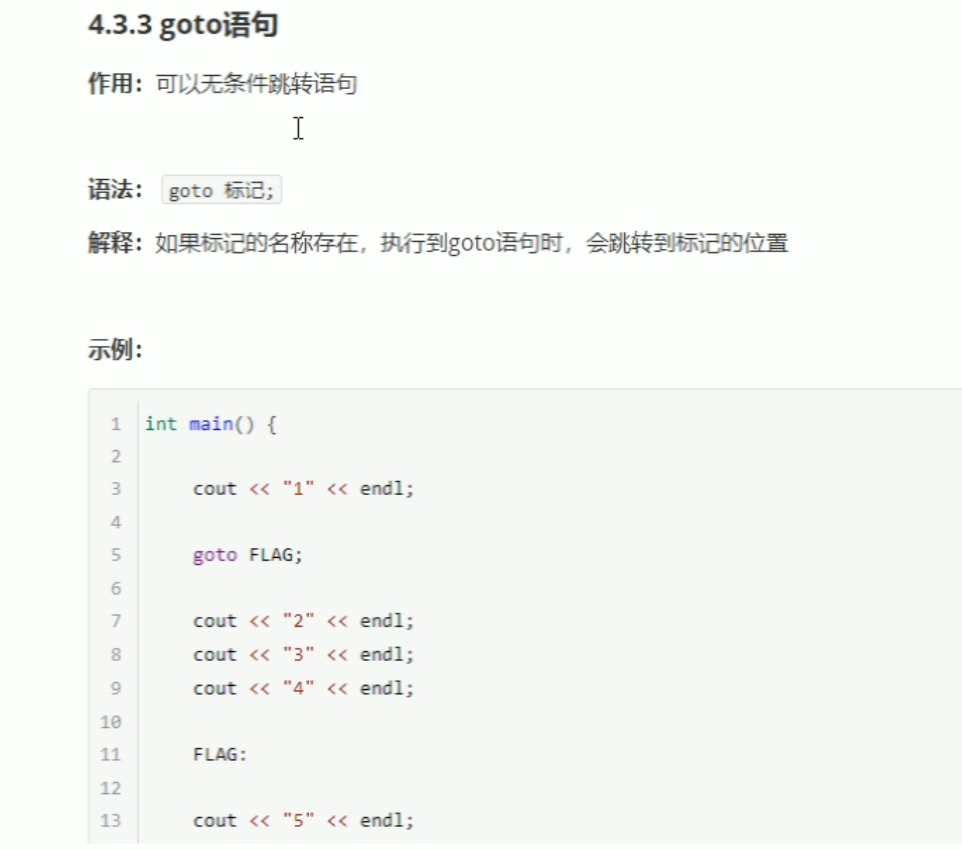 4.3.3 goto语句
作用：可以无条件跳转语句
语法： goto 标记;
解释：如果标记的名称存在，执行到goto语句时，会跳转到标记的位置
示例：
1 int main() {
2
3 cout << "1" << endl;
4
5 goto FLAG;
6
7 cout << "2" << endl;
8 cout << "3" << endl;
9 cout << "4" << endl;
10
11 FLAG:
12
13 cout << "5" << endl;